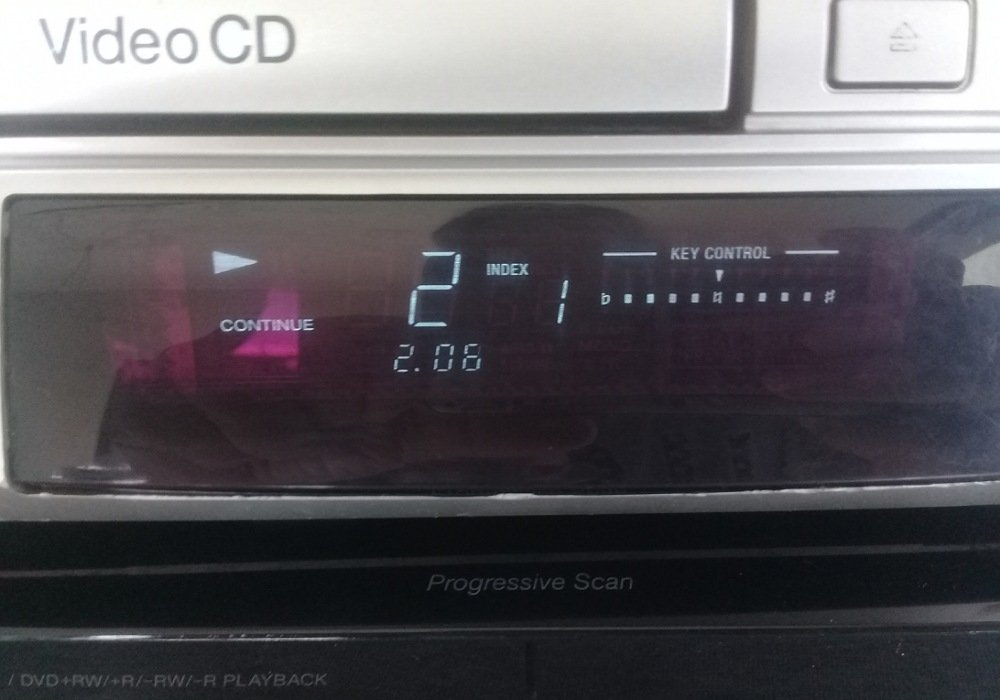 Video CD
KEY CONTROL
2 INDEX 1
♭ ♮ ♯
CONTINUE
2.08
Progressive Scan
/ DVD+RW/+R/-RW/-R PLAYBACK